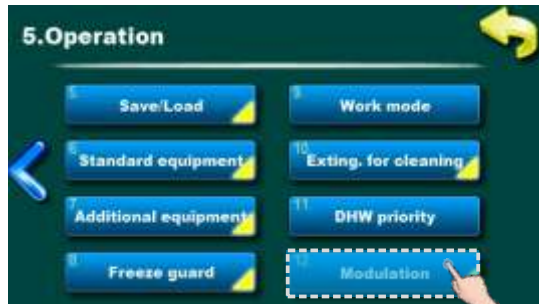 5.Operation
5 Save/Load
6 Standard equipment
7 Additional equipment
8 Freeze guard
9 Work mode
10 Exting. for cleaning
11 DHW priority
12 Modulation